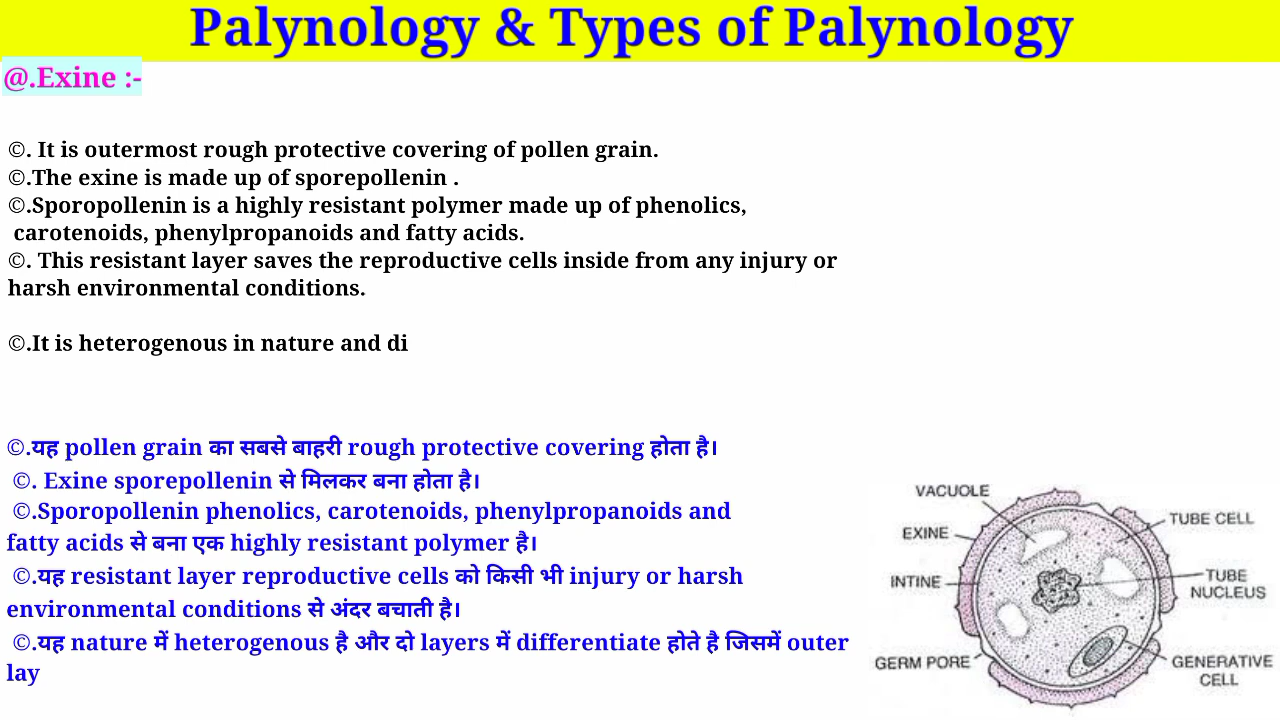 Palynology & Types of Palynology
@.Exine :-
©. It is outermost rough protective covering of pollen grain.
©.The exine is made up of sporepollenin .
©.Sporopollenin is a highly resistant polymer made up of phenolics,
carotenoids, phenylpropanoids and fatty acids.
©. This resistant layer saves the reproductive cells inside from any injury or
harsh environmental conditions.
©.It is heterogenous in nature and di
©.यह pollen grain का सबसे बाहरी rough protective covering होता है।
©. Exine sporepollenin से मिलकर बना होता है।
©.Sporopollenin phenolics, carotenoids, phenylpropanoids and
fatty acids से बना एक highly resistant polymer है।
©.यह resistant layer reproductive cells को किसी भी injury or harsh
environmental conditions से अंदर बचाती है।
©.यह nature में heterogenous है और दो layers में differentiate होते है जिसमें outer
lay
VACUOLE
EXINE
INTINE
GERM PORE
TUBE CELL
TUBE
NUCLEUS
GENERATIVE
CELL